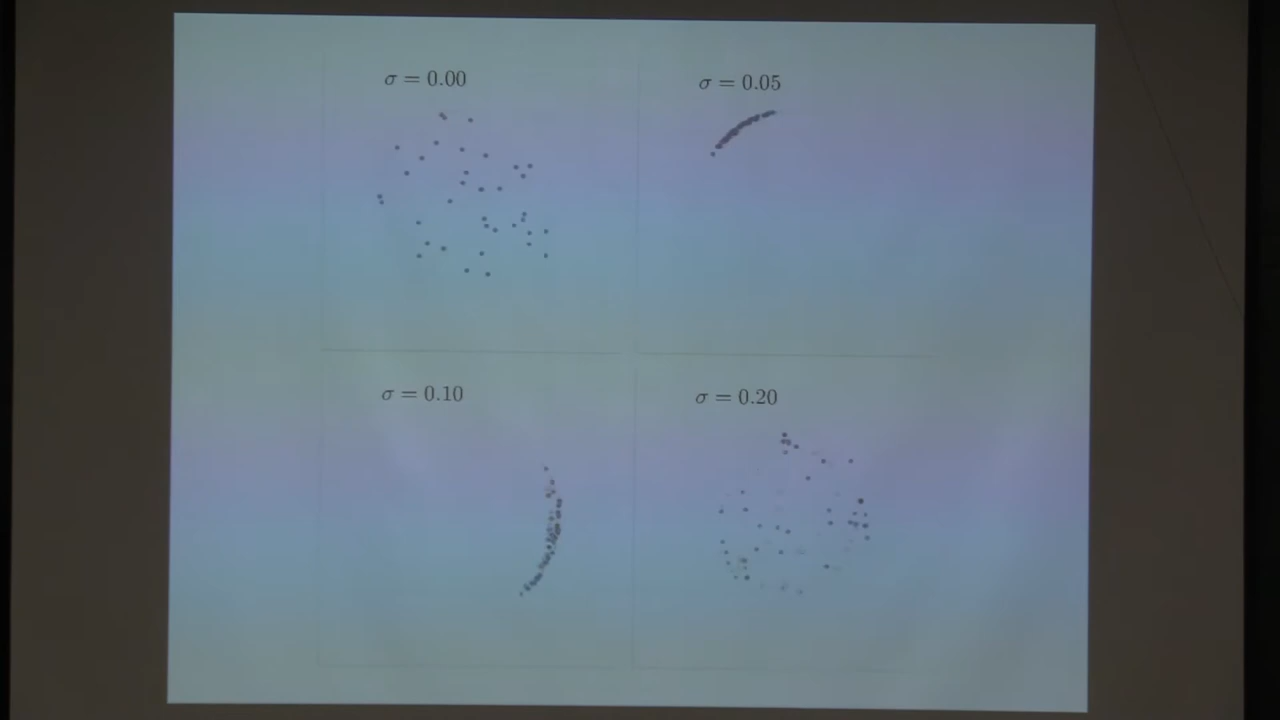 σ = 0.00
σ = 0.05
σ = 0.10
σ = 0.20